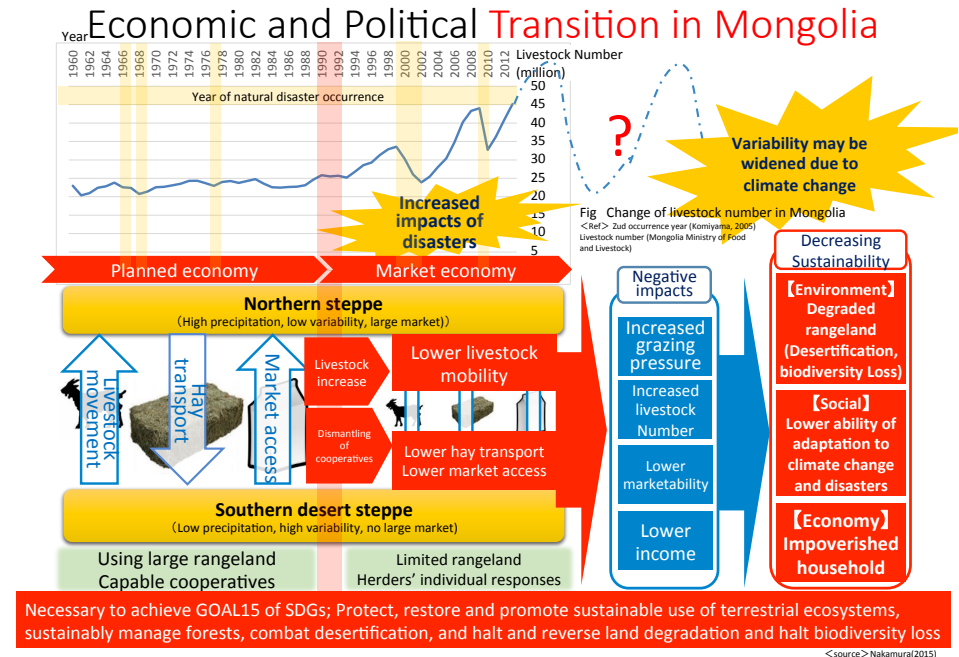 Economic and Political Transition in Mongolia
Year
1960 1962 1964 1966 1968 1970 1972 1974 1976 1978 1980 1982 1984 1986 1988 1990 1992 1994 1996 1998 2000 2002 2004 2006 2008 2010 2012
Livestock Number
(million)
50
45
40
35
30
25
20
15
10
5
Year of natural disaster occurrence
?
Variability may be
widened due to
climate change
Increased
impacts of
disasters
Fig Change of livestock number in Mongolia
<Ref> Zud occurrence year (Komiyama, 2005)
Livestock number (Mongolia Ministry of Food
and Livestock)
Planned economy
Market economy
Northern steppe
(High precipitation, low variability, large market))
Livestock
movement
Hay
transport
Market access
Livestock
increase
Dismantling
of
cooperatives
Lower livestock
mobility
Lower hay transport
Lower market access
Southern desert steppe
(Low precipitation, high variability, no large market)
Using large rangeland
Capable cooperatives
Limited rangeland
Herders' individual responses
Negative
impacts
Increased
grazing
pressure
Increased
livestock
Number
Lower
marketability
Lower
income
Decreasing
Sustainability
【Environment】
Degraded
rangeland
(Desertification,
biodiversity Loss)
【Social】
Lower ability of
adaptation to
climate change
and disasters
【Economy】
Impoverished
household
Necessary to achieve GOAL15 of SDGs; Protect, restore and promote sustainable use of terrestrial ecosystems,
sustainably manage forests, combat desertification, and halt and reverse land degradation and halt biodiversity loss
<source>Nakamura(2015)